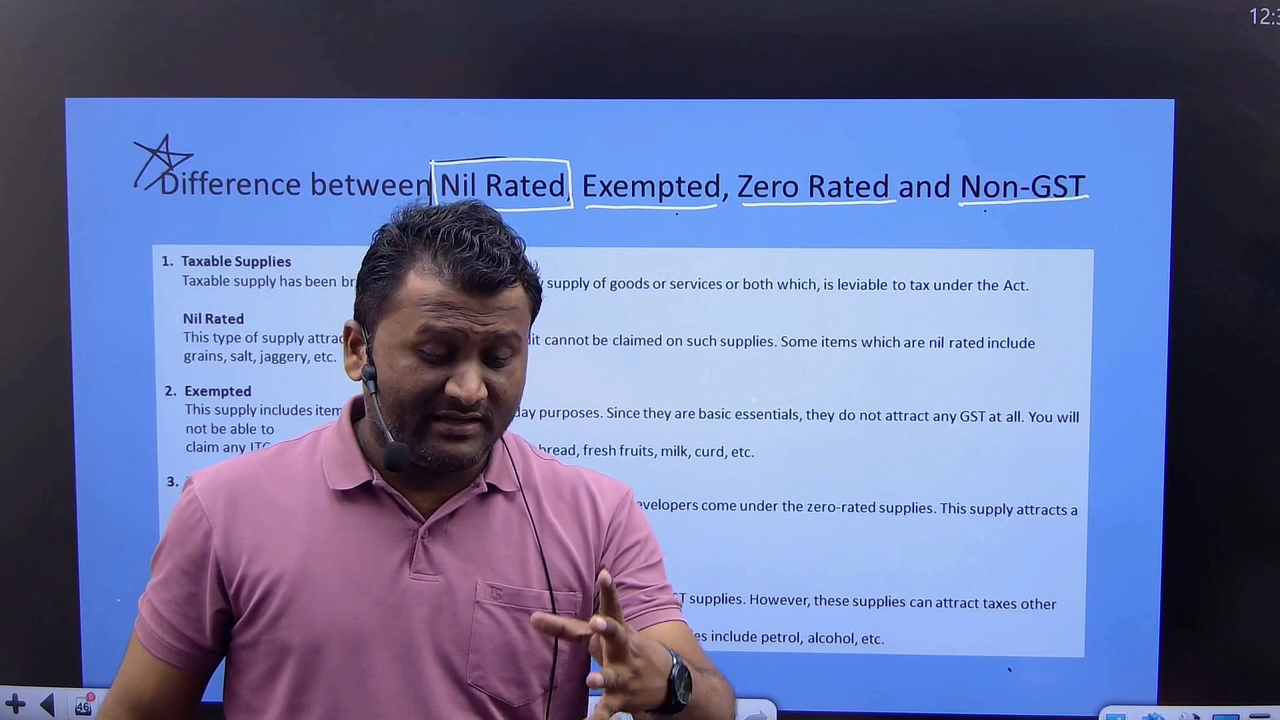 12:3
Difference between Nil Rated, Exempted, Zero Rated and Non-GST
1. Taxable Supplies
Taxable supply has been br supply of goods or services or both which, is leviable to tax under the Act.
Nil Rated
This type of supply attrac it cannot be claimed on such supplies. Some items which are nil rated include
grains, salt, jaggery, etc.
2. Exempted
This supply includes item day purposes. Since they are basic essentials, they do not attract any GST at all. You will
not be able to
claim any ITC bread, fresh fruits, milk, curd, etc.
3.
evelopers come under the zero-rated supplies. This supply attracts a
ST supplies. However, these supplies can attract taxes other
es include petrol, alcohol, etc.
46